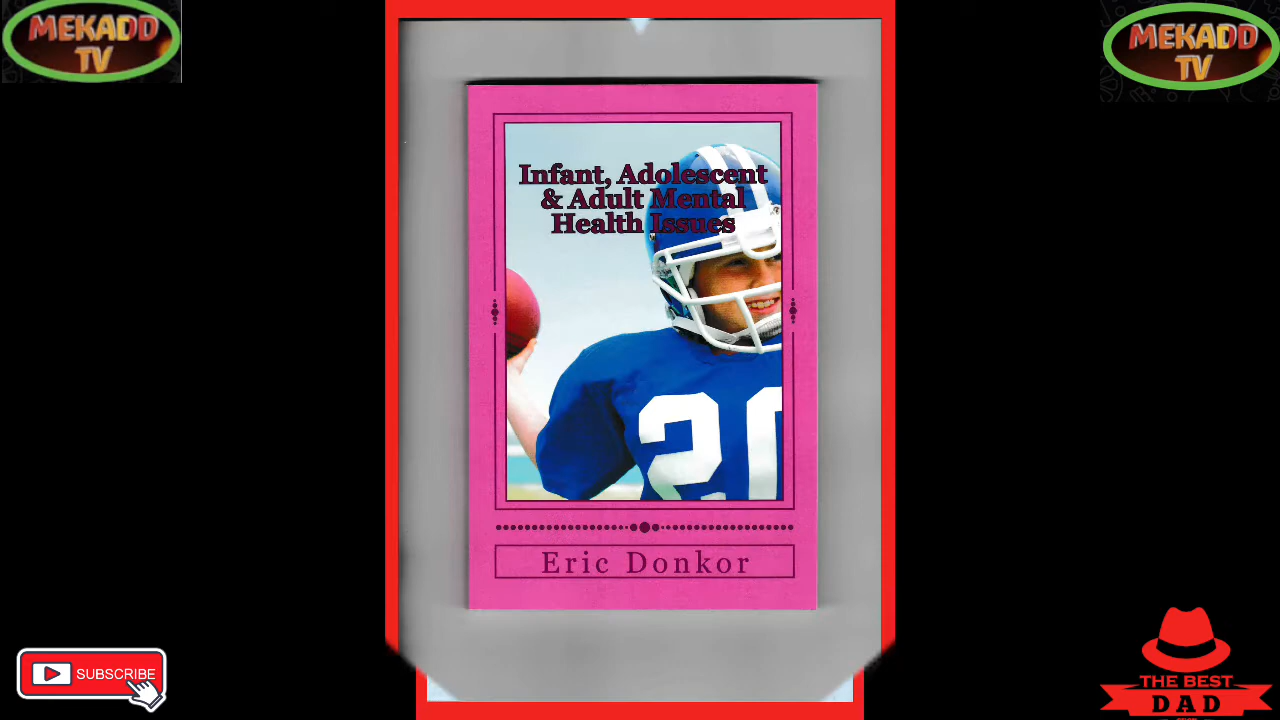 MEKADD
TV
MEKADD
TV
Infant, Adolescent
& Adult Mental
Health Issues
20
Eric Donkor
SUBSCRIBE
THE BEST
DAD